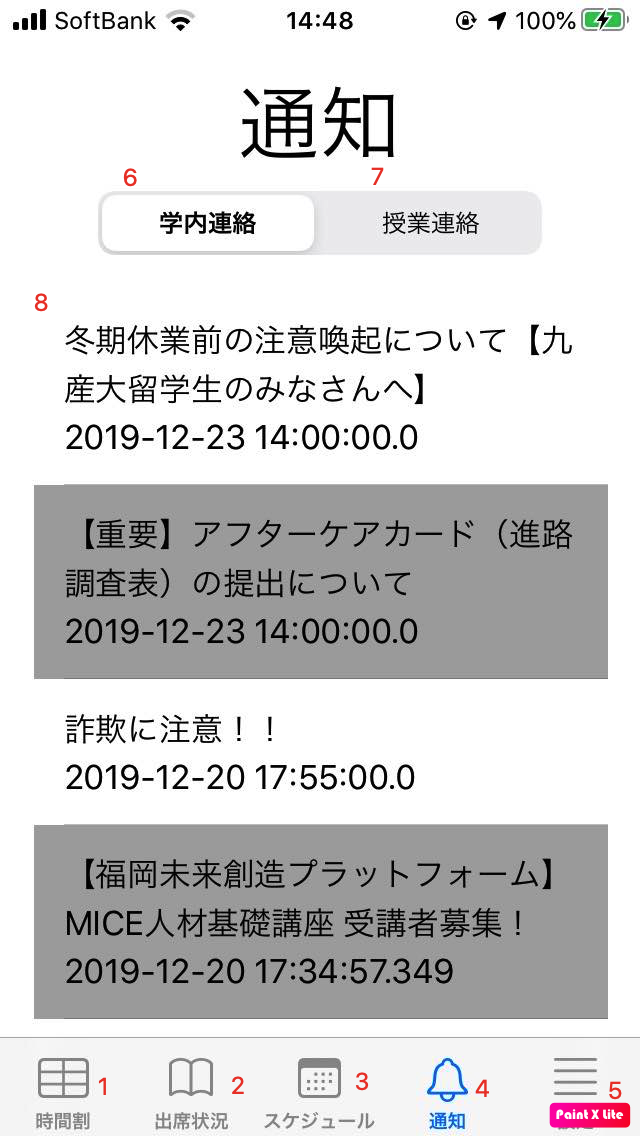 SoftBank 14:48 100%
通知
6 7
学内連絡 授業連絡
8
冬期休業前の注意喚起について【九
産大留学生のみなさんへ】
2019-12-23 14:00:00.0
【重要】アフターケアカード（進路
調査表）の提出について
2019-12-23 14:00:00.0
詐欺に注意！！
2019-12-20 17:55:00.0
【福岡未来創造プラットフォーム】
MICE人材基礎講座 受講者募集！
2019-12-20 17:34:57.349
1 2 3 4 5
時間割 出席状況 スケジュール 通知
Paint X Lite